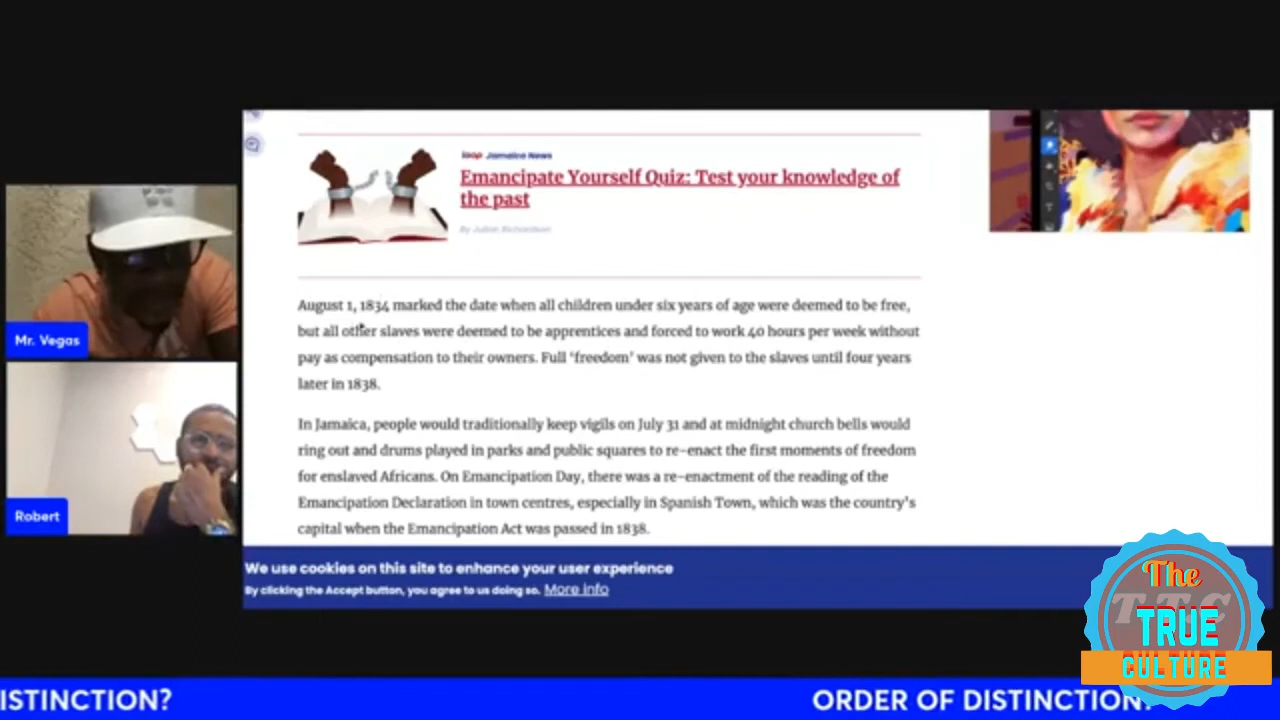 loop Jamaica News
Emancipate Yourself Quiz: Test your knowledge of
the past
By Julian Richardson
August 1, 1834 marked the date when all children under six years of age were deemed to be free,
but all other slaves were deemed to be apprentices and forced to work 40 hours per week without
pay as compensation to their owners. Full ‘freedom’ was not given to the slaves until four years
later in 1838.
In Jamaica, people would traditionally keep vigils on July 31 and at midnight church bells would
ring out and drums played in parks and public squares to re-enact the first moments of freedom
for enslaved Africans. On Emancipation Day, there was a re-enactment of the reading of the
Emancipation Declaration in town centres, especially in Spanish Town, which was the country's
capital when the Emancipation Act was passed in 1838.
Mr. Vegas
Robert
We use cookies on this site to enhance your user experience
By clicking the Accept button, you agree to us doing so. More info
The
TTC
TRUE
CULTURE
ISTINCTION?
ORDER OF DISTINCTION?